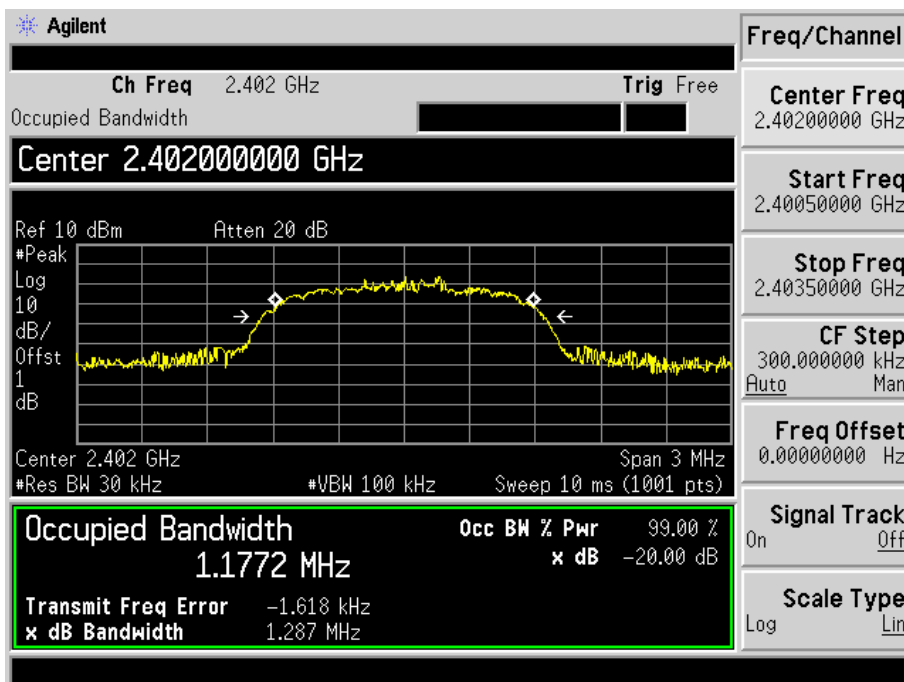 Agilent
Freq/Channel
Ch Freq 2.402 GHz Trig Free
Occupied Bandwidth
Center 2.402000000 GHz
Ref 10 dBm Atten 20 dB
#Peak
Log
10
dB/
Offst
1
dB
Center 2.402 GHz Span 3 MHz
#Res BW 30 kHz #VBW 100 kHz Sweep 10 ms (1001 pts)
Occupied Bandwidth
1.1772 MHz
Occ BW % Pwr 99.00 %
x dB -20.00 dB
Transmit Freq Error -1.618 kHz
x dB Bandwidth 1.287 MHz
Center Freq
2.40200000 GHz
Start Freq
2.40050000 GHz
Stop Freq
2.40350000 GHz
CF Step
300.000000 kHz
Auto Man
Freq Offset
0.00000000 Hz
Signal Track
On Off
Scale Type
Log Lin